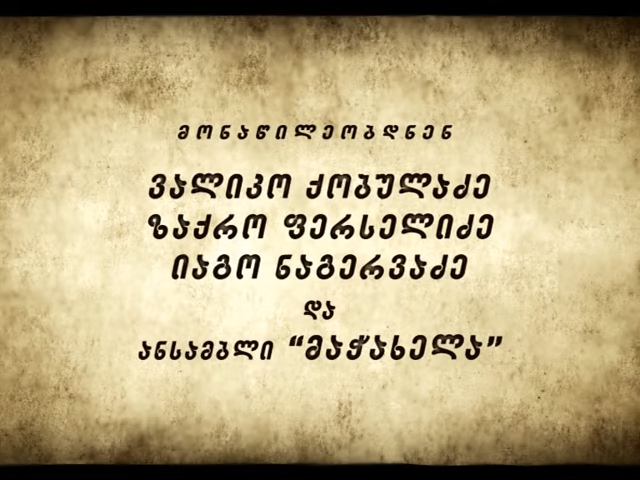 მონაწილეობდნენ
ვალიკო ქობულაძე
ზაქრო ფერსელიძე
იაგო ნაგერვაძე
და
ანსამბლი “მაჭახელა”